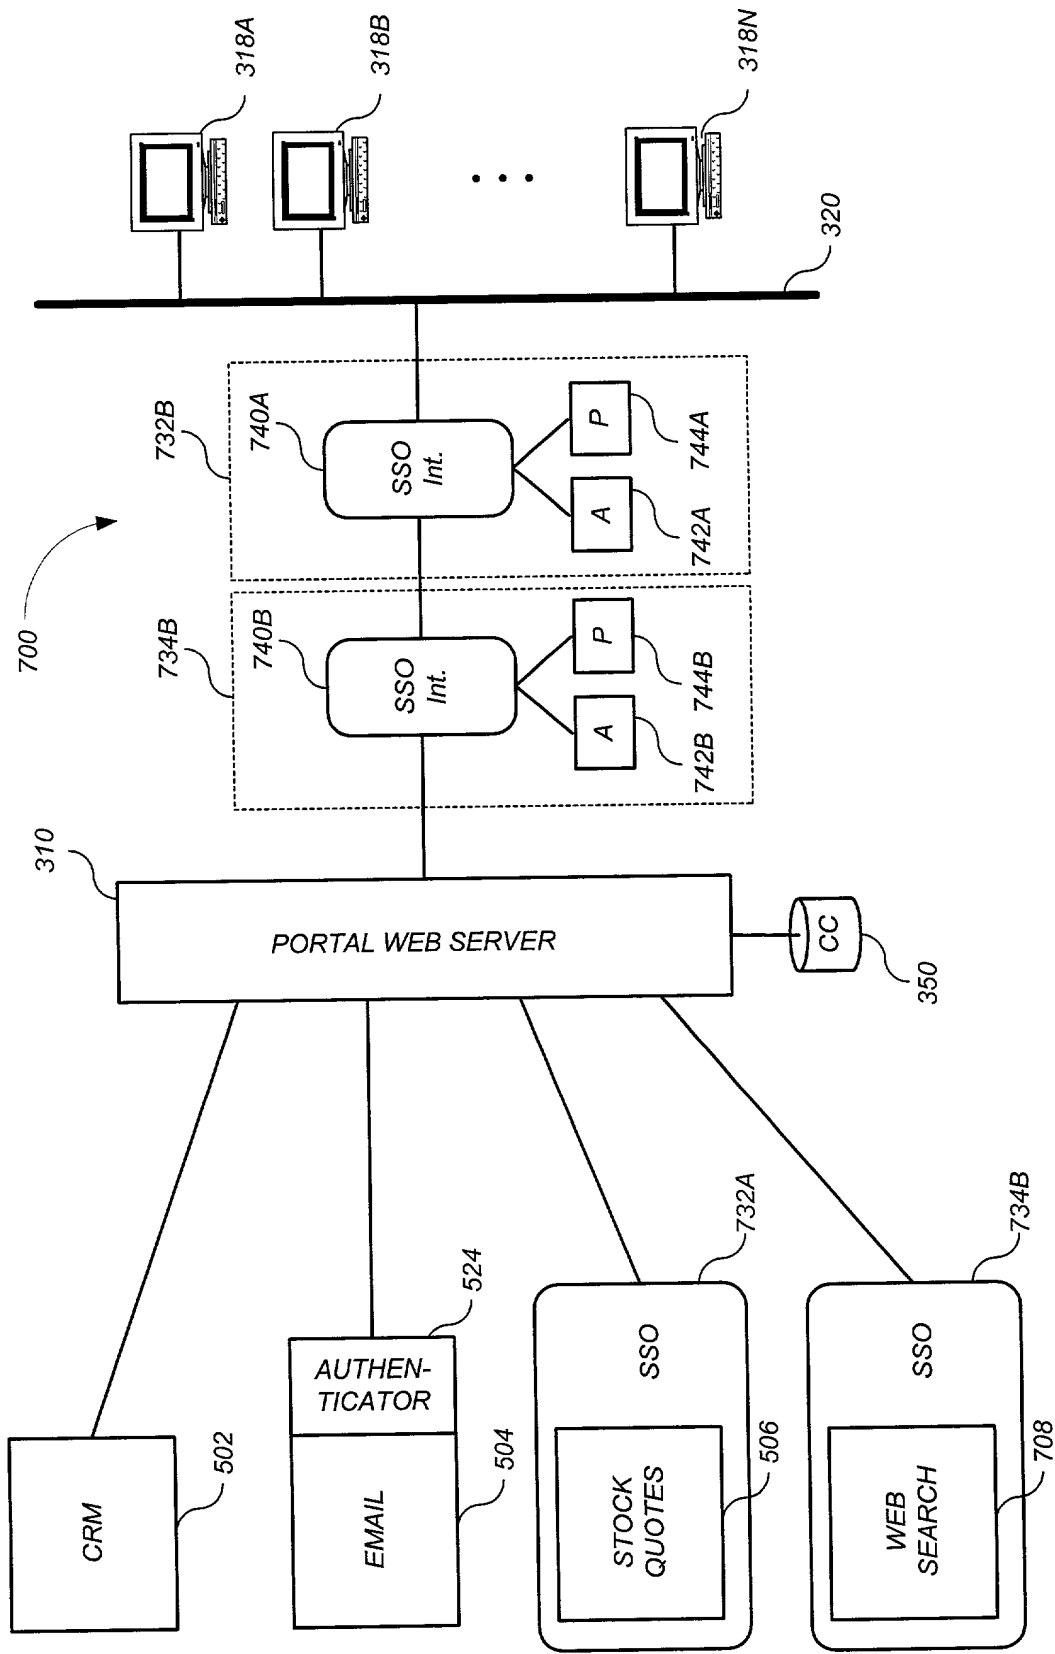 700
318A
318B
318N
320
732B
740A
SSO
Int.
A
P
742A
744A
734B
740B
SSO
Int.
A
P
742B
744B
310
PORTAL WEB SERVER
CC
350
CRM
502
AUTHEN-
TICATOR
524
EMAIL
504
SSO
732A
STOCK
QUOTES
506
SSO
734B
WEB
SEARCH
708